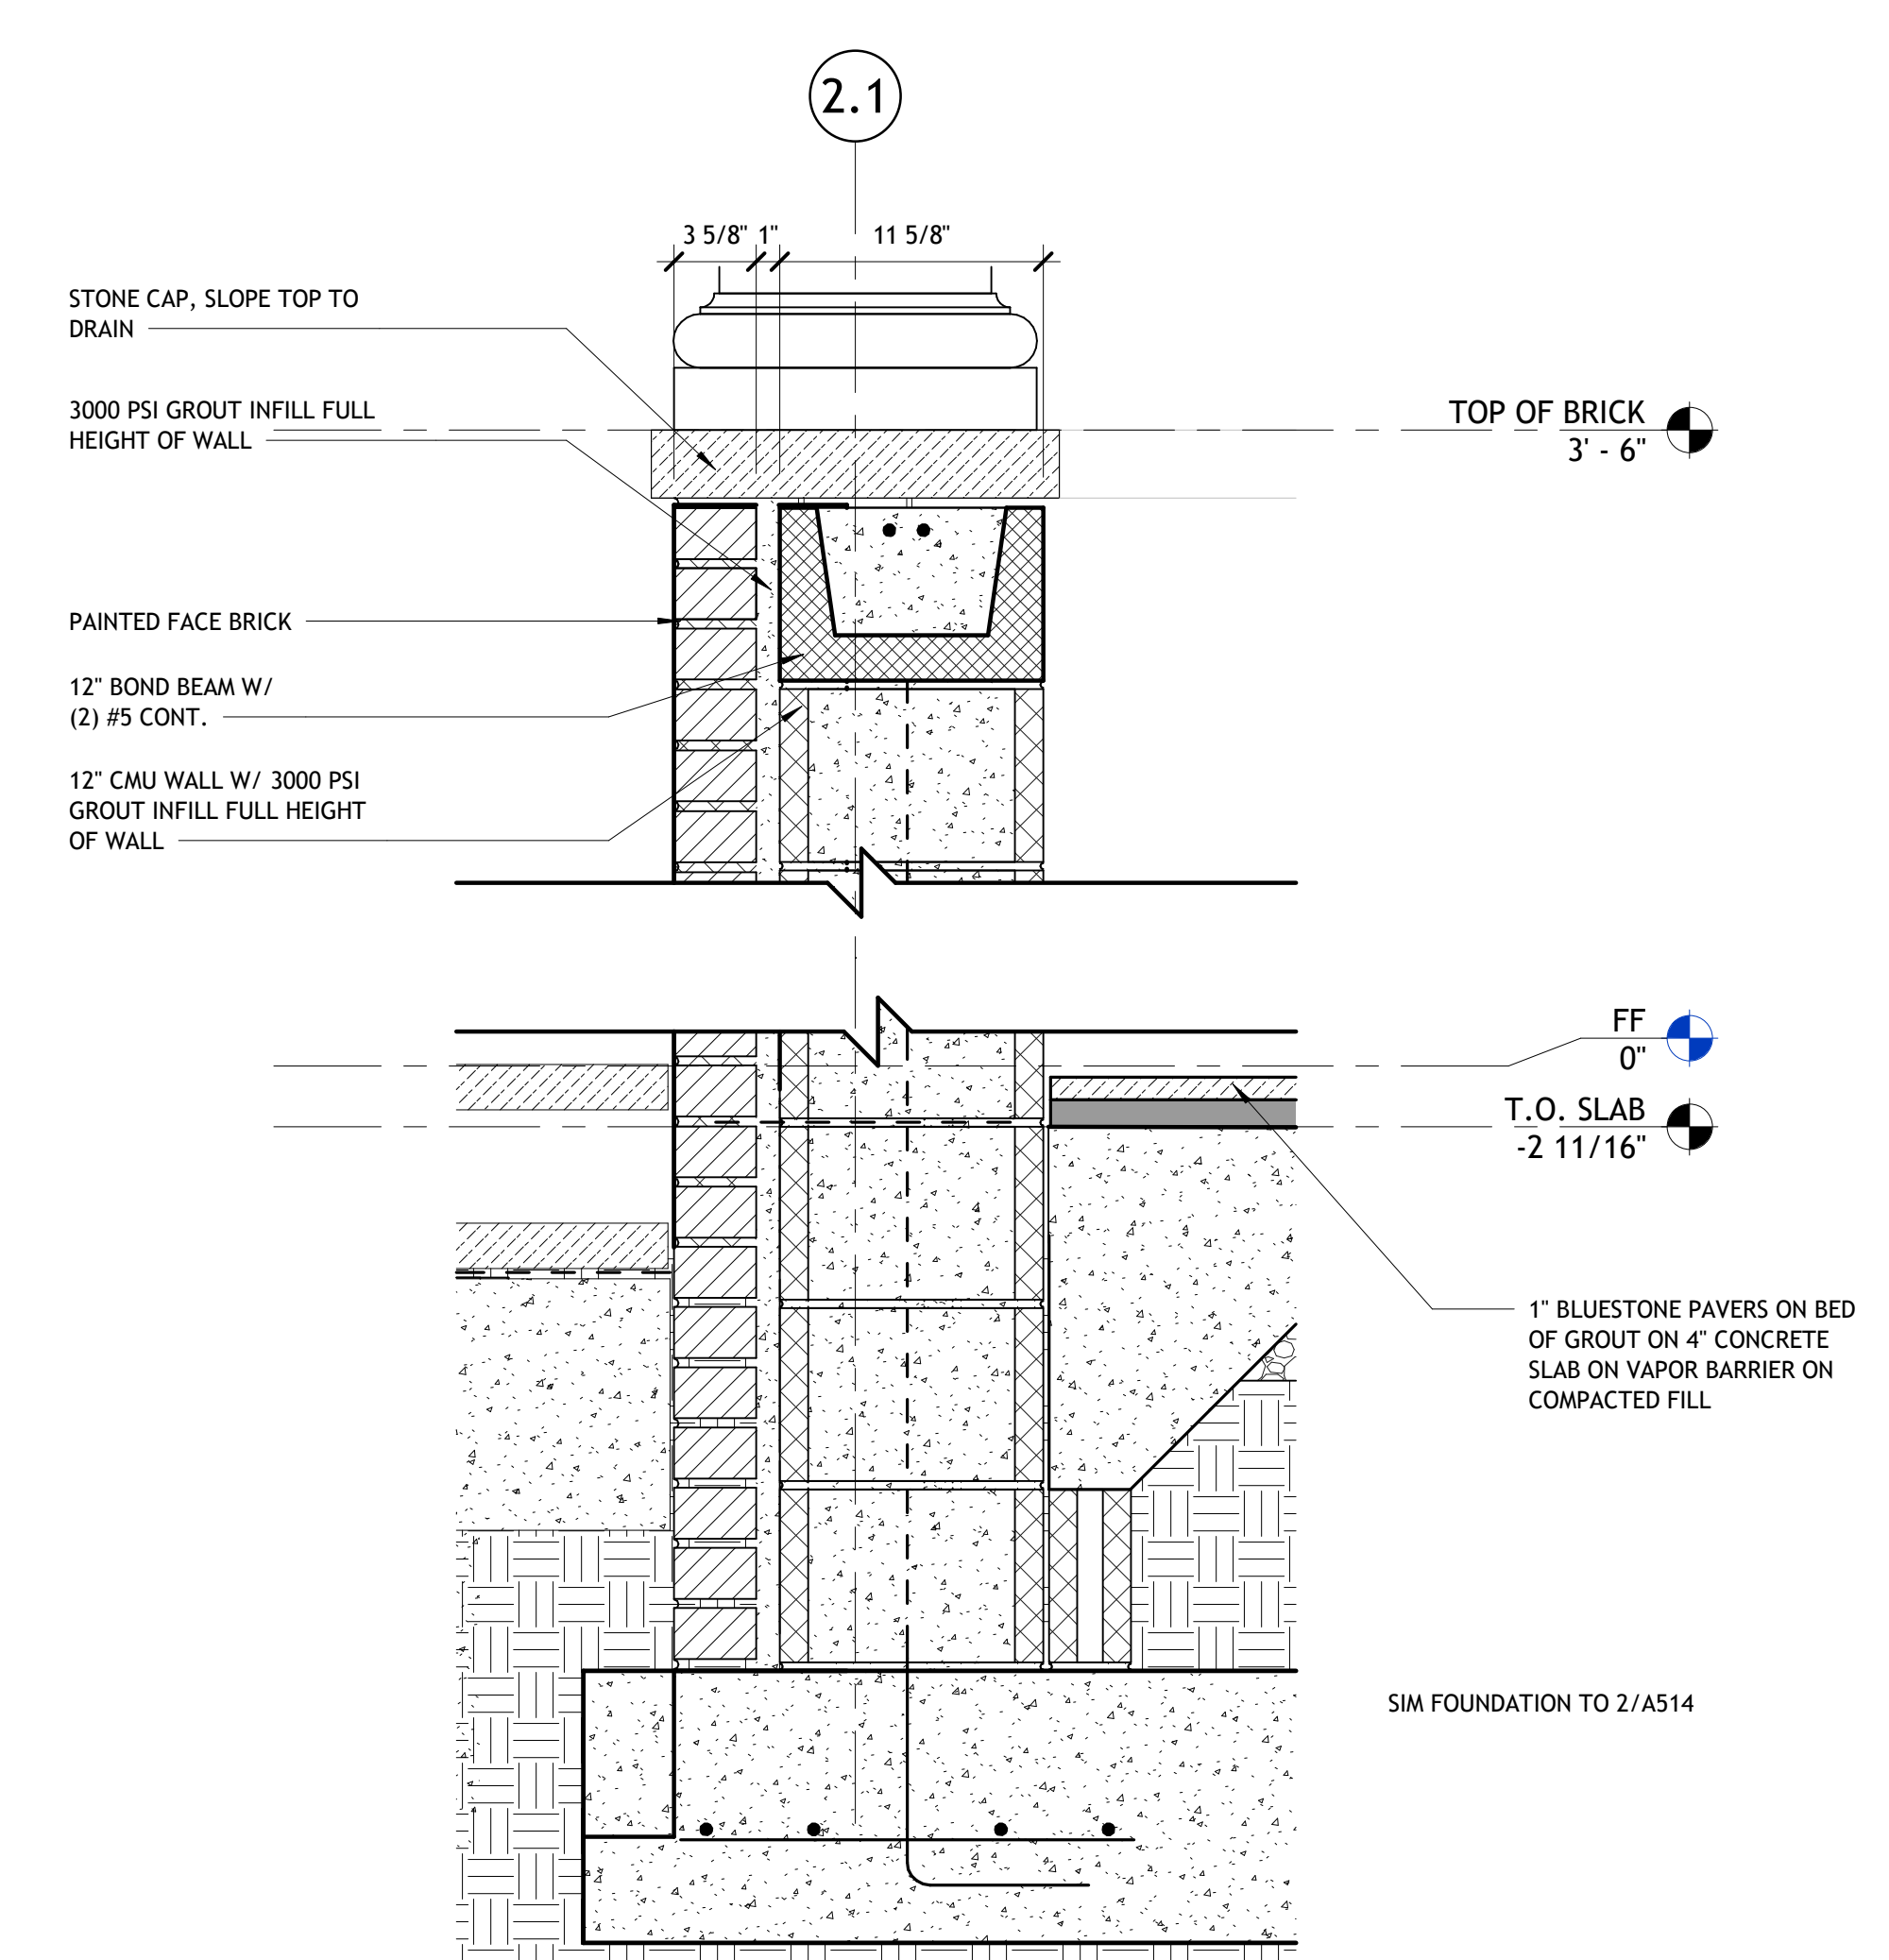 2.1
3 5/8" 1" 11 5/8"
STONE CAP, SLOPE TOP TO
DRAIN
3000 PSI GROUT INFILL FULL
HEIGHT OF WALL
TOP OF BRICK
3' - 6"
PAINTED FACE BRICK
12" BOND BEAM W/
(2) #5 CONT.
12" CMU WALL W/ 3000 PSI
GROUT INFILL FULL HEIGHT
OF WALL
FF
0"
T.O. SLAB
-2 11/16"
1" BLUESTONE PAVERS ON BED
OF GROUT ON 4" CONCRETE
SLAB ON VAPOR BARRIER ON
COMPACTED FILL
SIM FOUNDATION TO 2/A514